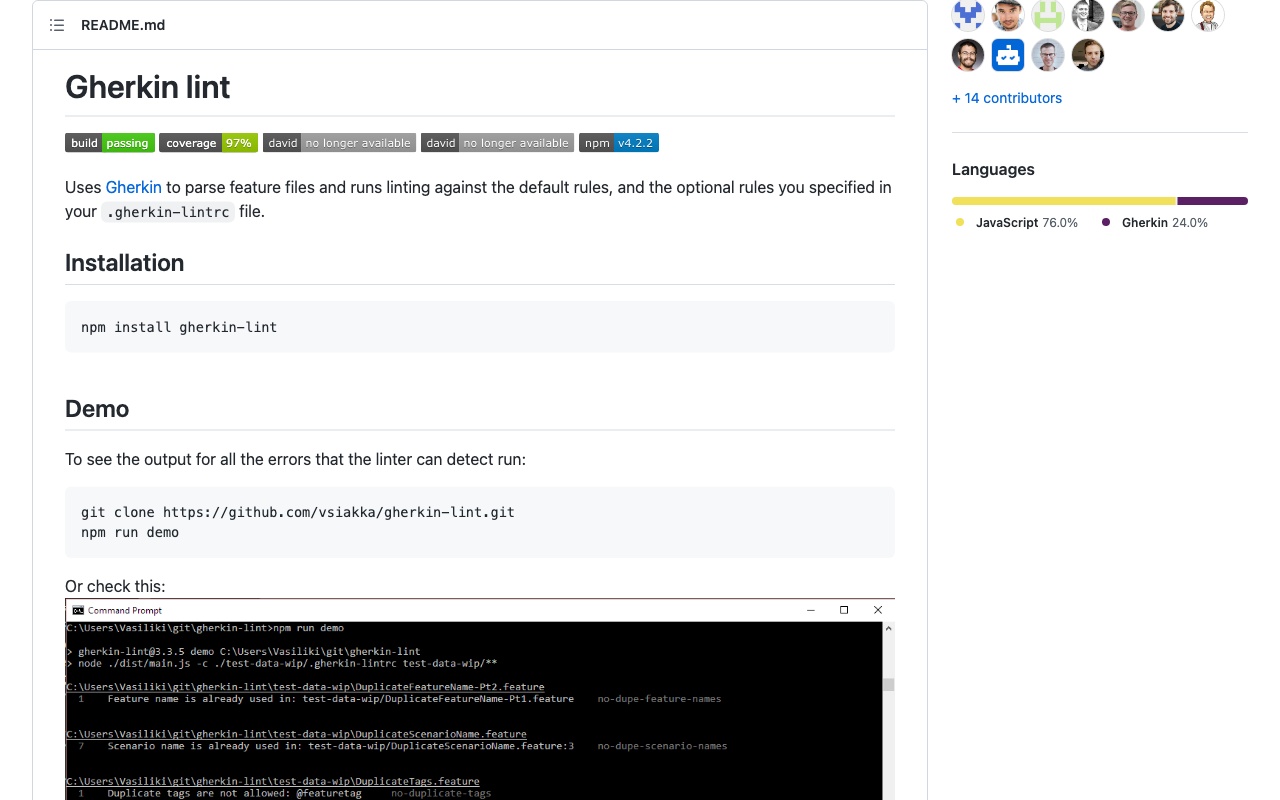 README.md
Gherkin lint
build passing coverage 97% david no longer available david no longer available npm v4.2.2
Uses Gherkin to parse feature files and runs linting against the default rules, and the optional rules you specified in
your .gherkin-lintrc file.
Installation
npm install gherkin-lint
Demo
To see the output for all the errors that the linter can detect run:
git clone https://github.com/vsiakka/gherkin-lint.git
npm run demo
Or check this:
Command Prompt
C:\Users\Vasiliki\git\gherkin-lint>npm run demo
> gherkin-lint@3.3.5 demo C:\Users\Vasiliki\git\gherkin-lint
> node ./dist/main.js -c ./test-data-wip/.gherkin-lintrc test-data-wip/**
C:\Users\Vasiliki\git\gherkin-lint\test-data-wip\DuplicateFeatureName-Pt2.feature
1 Feature name is already used in: test-data-wip/DuplicateFeatureName-Pt1.feature no-dupe-feature-names
C:\Users\Vasiliki\git\gherkin-lint\test-data-wip\DuplicateScenarioName.feature
7 Scenario name is already used in: test-data-wip/DuplicateScenarioName.feature:3 no-dupe-scenario-names
C:\Users\Vasiliki\git\gherkin-lint\test-data-wip\DuplicateTags.feature
1 Duplicate tags are not allowed: @featuretag no-duplicate-tags
+ 14 contributors
Languages
JavaScript 76.0% Gherkin 24.0%